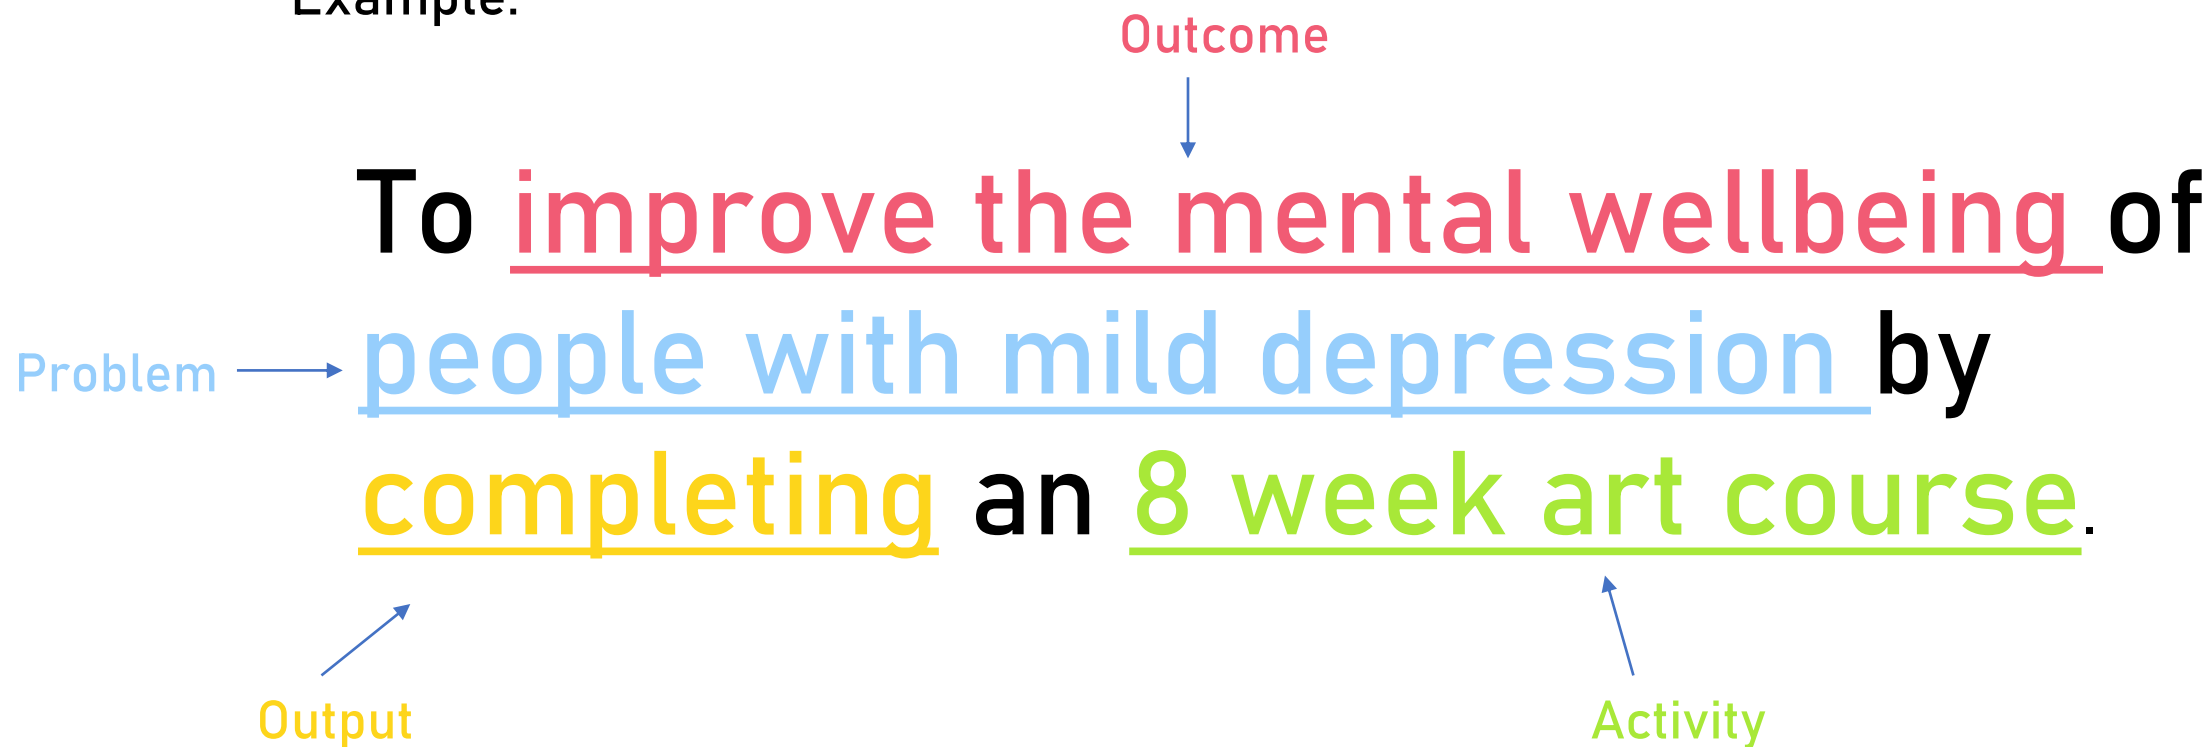 Example:
Outcome
To improve the mental wellbeing of
Problem
people with mild depression by
completing an 8 week art course.
Output
Activity